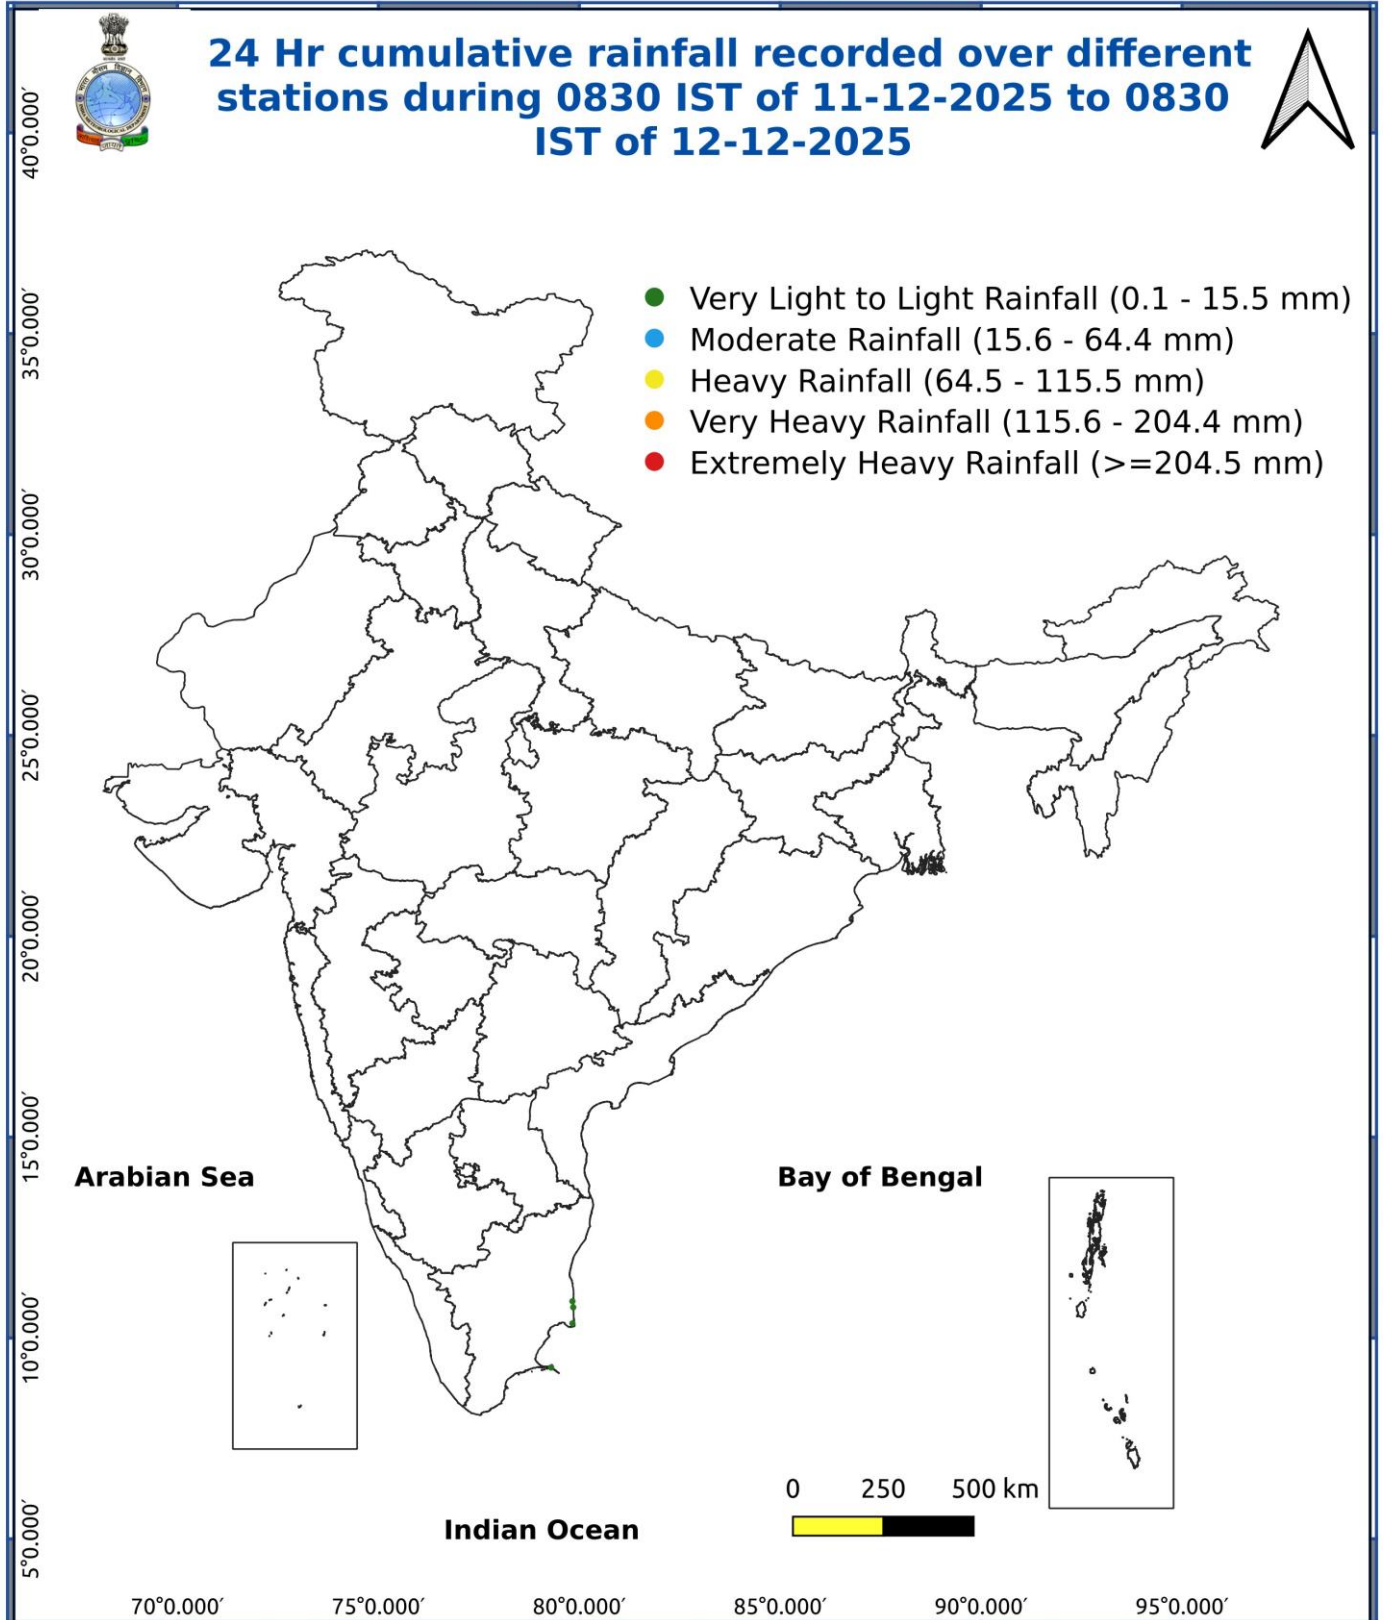 24 Hr cumulative rainfall recorded over different
stations during 0830 IST of 11-12-2025 to 0830
IST of 12-12-2025
Very Light to Light Rainfall (0.1 - 15.5 mm)
Moderate Rainfall (15.6 - 64.4 mm)
Heavy Rainfall (64.5 - 115.5 mm)
Very Heavy Rainfall (115.6 - 204.4 mm)
Extremely Heavy Rainfall (>=204.5 mm)
40°0.000′
35°0.000′
30°0.000′
25°0.000′
20°0.000′
15°0.000′
10°0.000′
5°0.000′
Arabian Sea
Bay of Bengal
0 250 500 km
Indian Ocean
70°0.000′ 75°0.000′ 80°0.000′ 85°0.000′ 90°0.000′ 95°0.000′